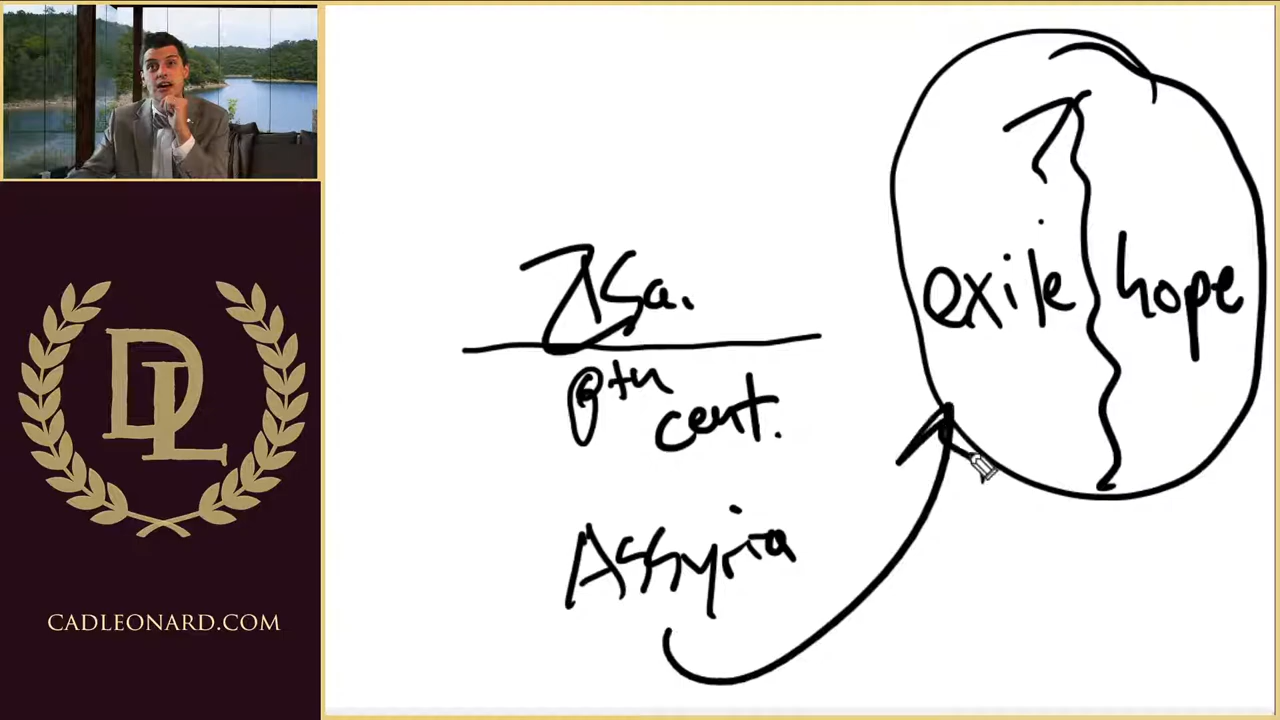 Isa.
8th
cent.
Assyria
exile
hope
DL
CADLEONARD.COM